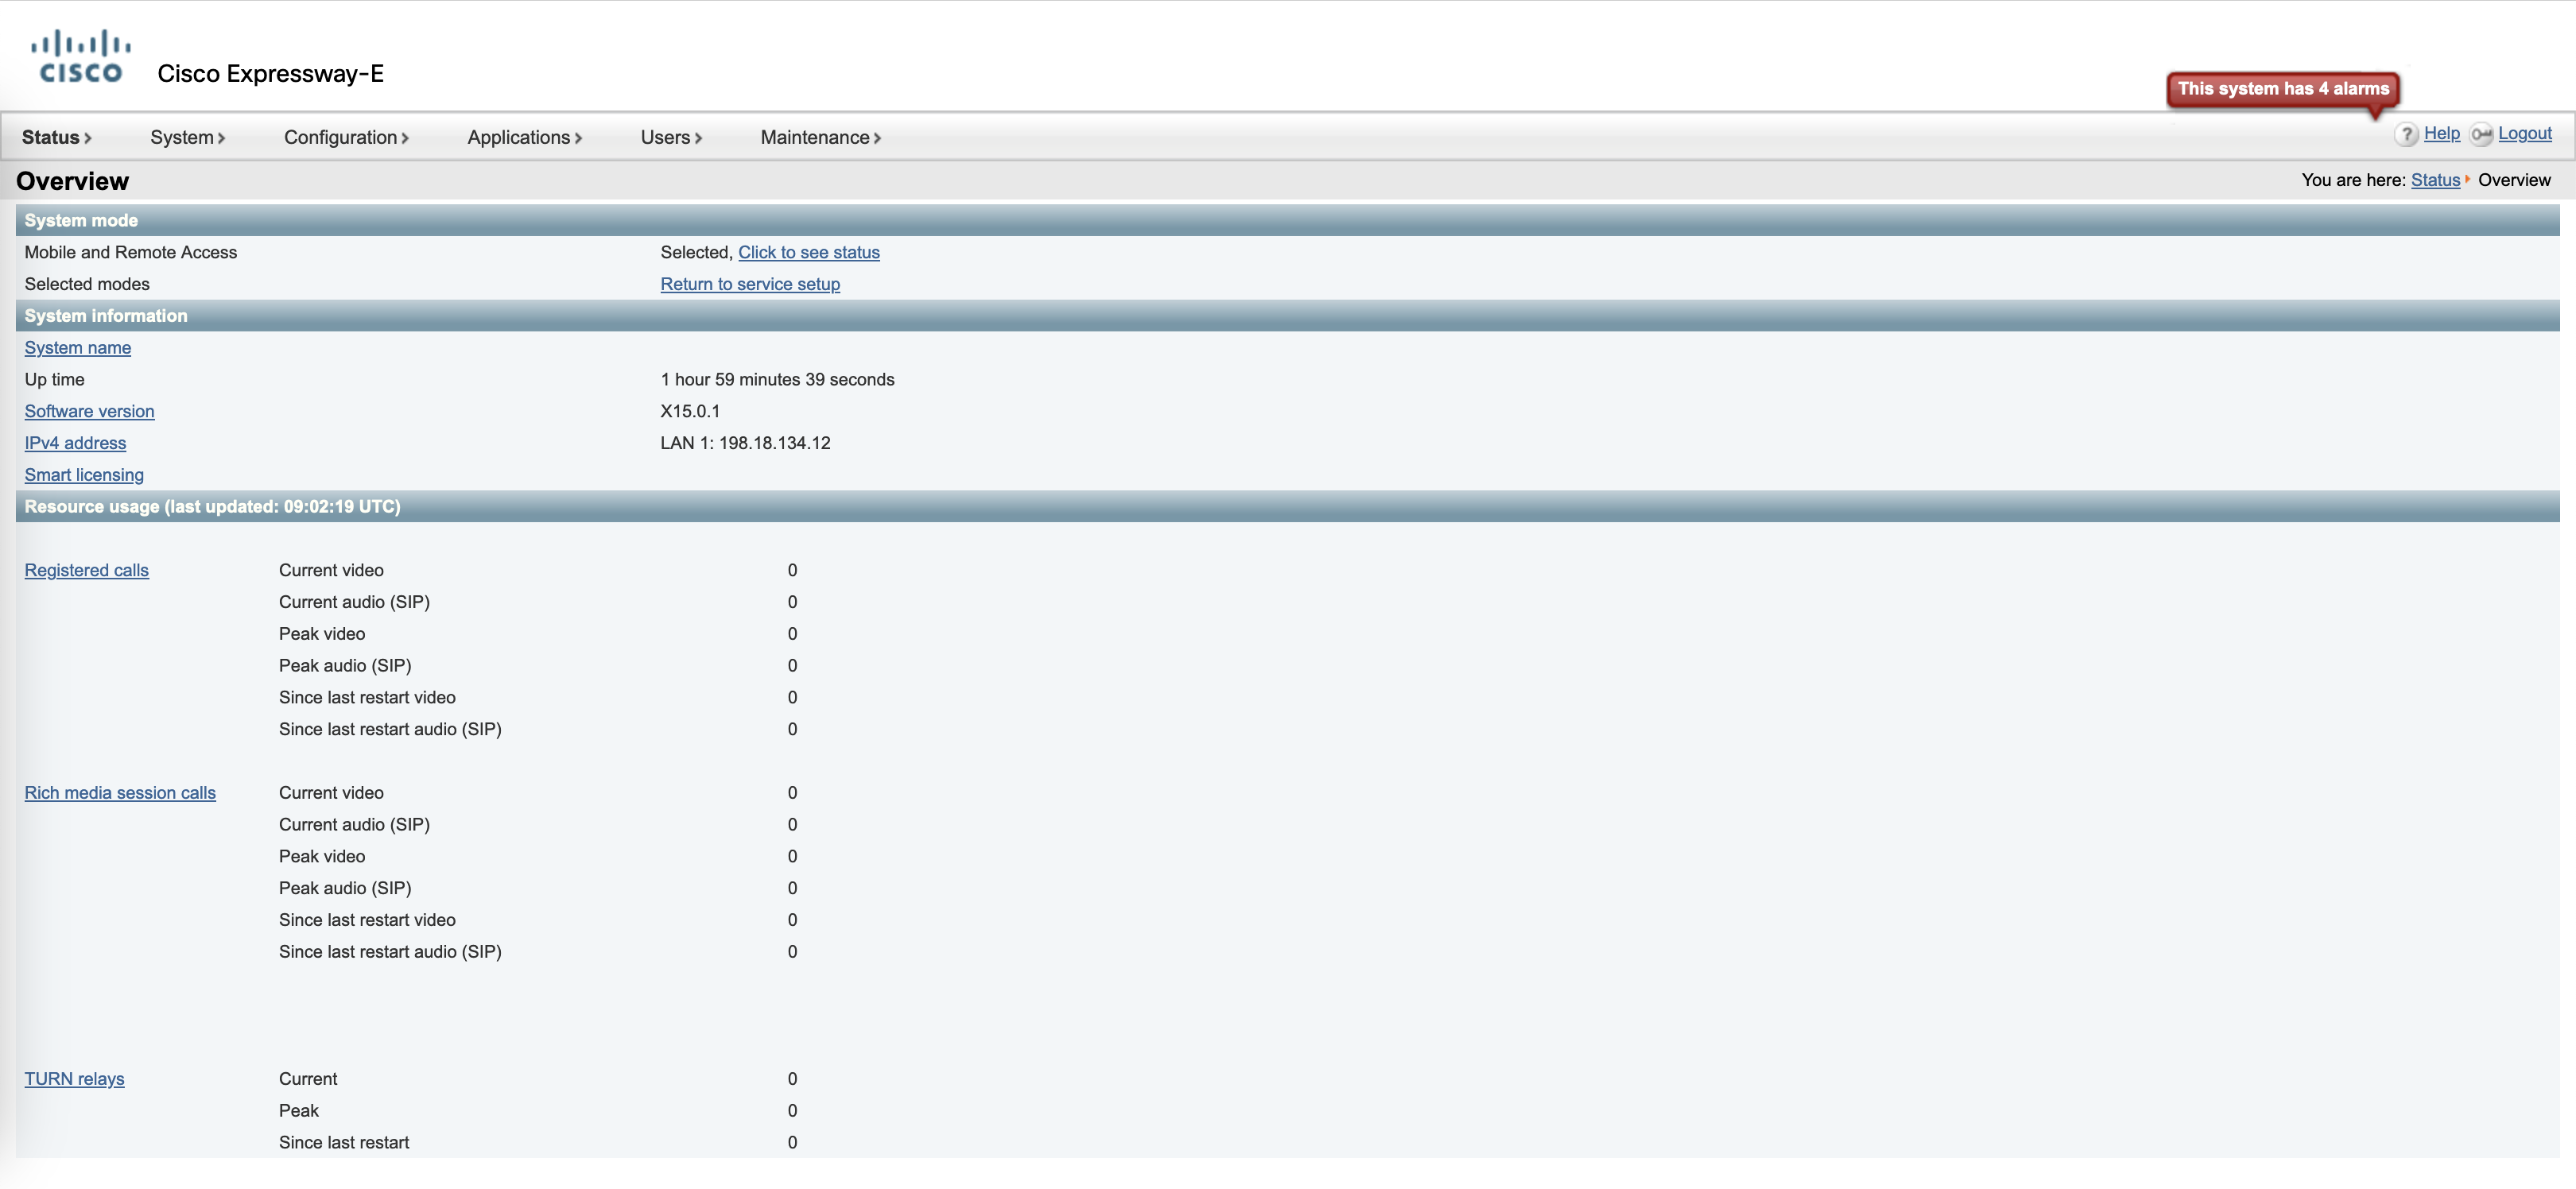 CISCO Cisco Expressway-E
This system has 4 alarms
Status System Configuration Applications Users Maintenance ? Help Logout
Overview You are here: Status Overview
System mode
Mobile and Remote Access Selected, Click to see status
Selected modes Return to service setup
System information
System name
Up time 1 hour 59 minutes 39 seconds
Software version X15.0.1
IPv4 address LAN 1: 198.18.134.12
Smart licensing
Resource usage (last updated: 09:02:19 UTC)
Registered calls Current video 0
Current audio (SIP) 0
Peak video 0
Peak audio (SIP) 0
Since last restart video 0
Since last restart audio (SIP) 0
Rich media session calls Current video 0
Current audio (SIP) 0
Peak video 0
Peak audio (SIP) 0
Since last restart video 0
Since last restart audio (SIP) 0
TURN relays Current 0
Peak 0
Since last restart 0